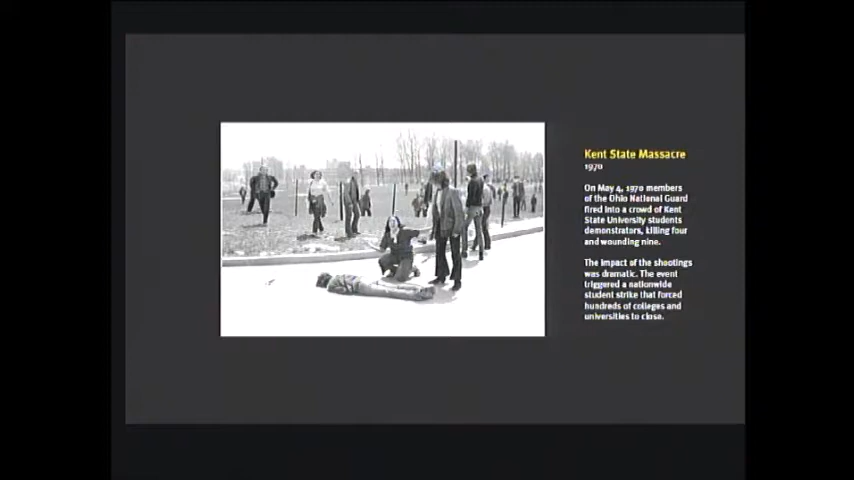 Kent State Massacre
1970
On May 4, 1970 members
of the Ohio National Guard
fired into a crowd of Kent
State University students
demonstrators, killing four
and wounding nine.
The impact of the shootings
was dramatic. The event
triggered a nationwide
student strike that forced
hundreds of colleges and
universities to close.